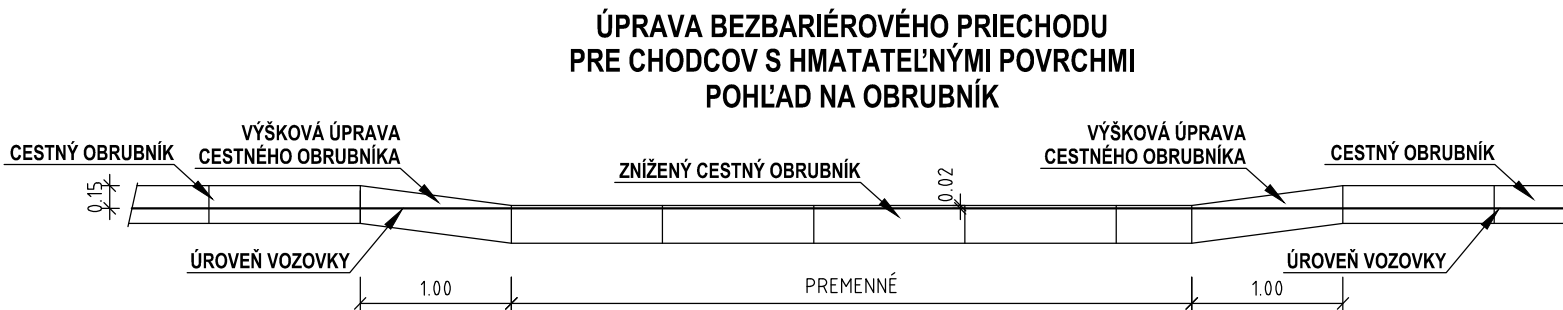 ÚPRAVA BEZBARIÉROVÉHO PRIECHODU
PRE CHODCOV S HMATATEĽNÝMI POVRCHMI
POHĽAD NA OBRUBNÍK
CESTNÝ OBRUBNÍK
VÝŠKOVÁ ÚPRAVA
CESTNÉHO OBRUBNÍKA
ZNÍŽENÝ CESTNÝ OBRUBNÍK
VÝŠKOVÁ ÚPRAVA
CESTNÉHO OBRUBNÍKA
CESTNÝ OBRUBNÍK
0.15
0.02
ÚROVEŇ VOZOVKY
ÚROVEŇ VOZOVKY
1.00
PREMENNÉ
1.00